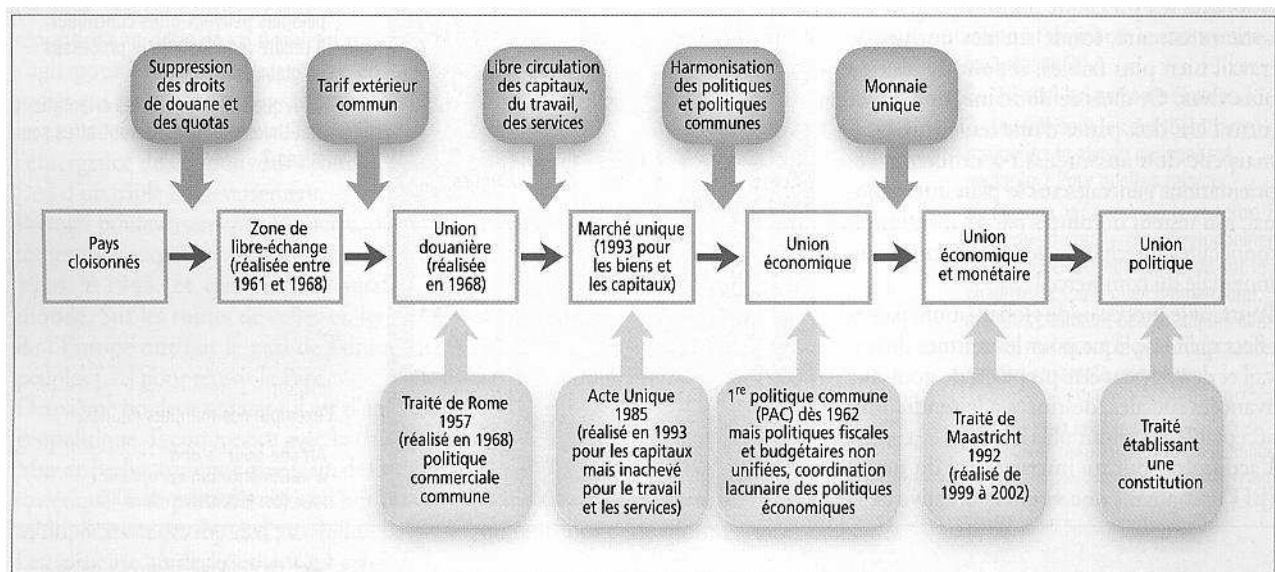 Suppression
des droits
de douane et
des quotas
Tarif extérieur
commun
Libre circulation
des capitaux,
du travail,
des services
Harmonisation
des politiques
et politiques
communes
Monnaie
unique
Pays
cloisonnés
Zone de
libre-échange
(réalisée entre
1961 et 1968)
Union
douanière
(réalisée
en 1968)
Marché unique
(1993 pour
les biens et
les capitaux)
Union
économique
Union
économique
et monétaire
Union
politique
Traité de Rome
1957
(réalisé en 1968)
politique
commerciale
commune
Acte Unique
1985
(réalisé en 1993
pour les capitaux
mais inachevé
pour le travail
et les services)
1re politique commune
(PAC) dès 1962
mais politiques fiscales
et budgétaires non
unifiées, coordination
lacunaire des politiques
économiques
Traité de
Maastricht
1992
(réalisé de
1999 à 2002)
Traité
établissant
une
constitution